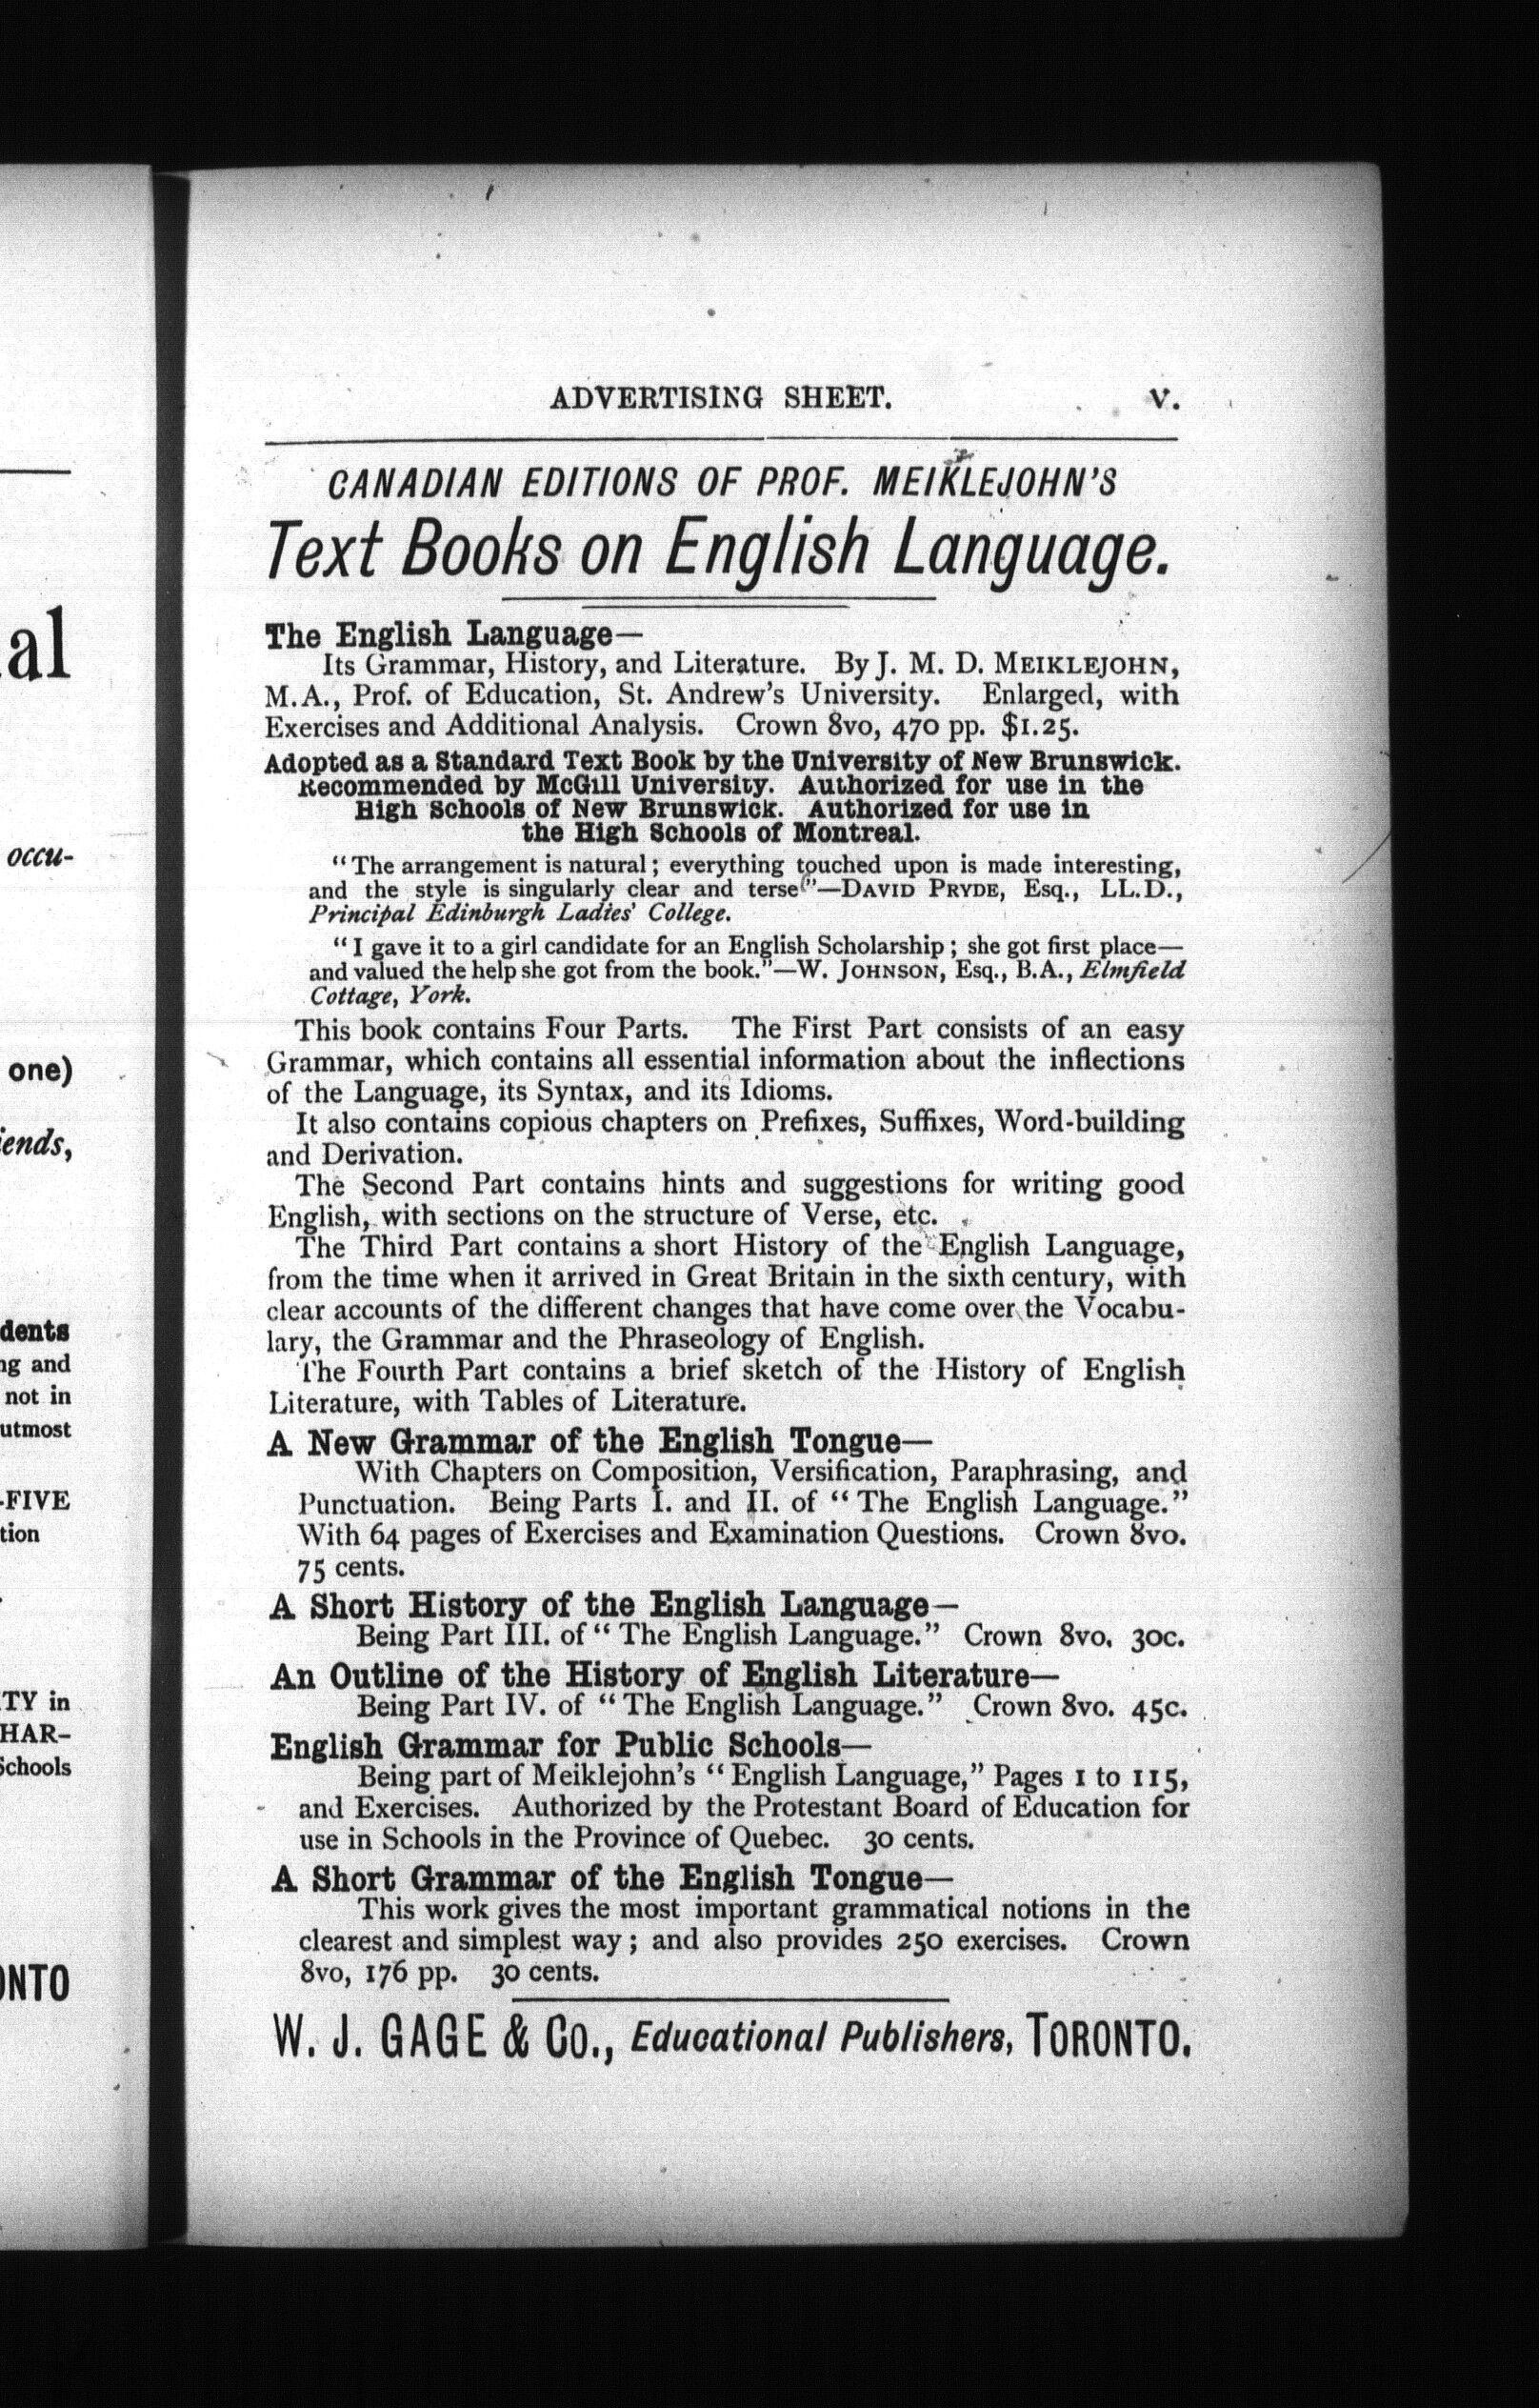 ADVERTISING SHEET. V.
CANADIAN EDITIONS OF PROF. MEIKLEJOHN'S
Text Books on English Language.
The English Language—
Its Grammar, History, and Literature. By J. M. D. MEIKLEJOHN,
M.A., Prof. of Education, St. Andrew's University. Enlarged, with
Exercises and Additional Analysis. Crown 8vo, 470 pp. $1.25.
Adopted as a Standard Text Book by the University of New Brunswick.
Recommended by McGill University. Authorized for use in the
High Schools of New Brunswick. Authorized for use in
the High Schools of Montreal.
"The arrangement is natural; everything touched upon is made interesting,
and the style is singularly clear and terse"—DAVID PRYDE, Esq., LL.D.,
Principal Edinburgh Ladies' College.
"I gave it to a girl candidate for an English Scholarship; she got first place—
and valued the help she got from the book."—W. JOHNSON, Esq., B.A., Elmfield
Cottage, York.
This book contains Four Parts. The First Part consists of an easy
Grammar, which contains all essential information about the inflections
of the Language, its Syntax, and its Idioms.
It also contains copious chapters on Prefixes, Suffixes, Word-building
and Derivation.
The Second Part contains hints and suggestions for writing good
English, with sections on the structure of Verse, etc.
The Third Part contains a short History of the English Language,
from the time when it arrived in Great Britain in the sixth century, with
clear accounts of the different changes that have come over the Vocabu-
lary, the Grammar and the Phraseology of English.
The Fourth Part contains a brief sketch of the History of English
Literature, with Tables of Literature.
A New Grammar of the English Tongue—
With Chapters on Composition, Versification, Paraphrasing, and
Punctuation. Being Parts I. and II. of "The English Language."
With 64 pages of Exercises and Examination Questions. Crown 8vo.
75 cents.
A Short History of the English Language—
Being Part III. of "The English Language." Crown 8vo. 30c.
An Outline of the History of English Literature—
Being Part IV. of "The English Language." Crown 8vo. 45c.
English Grammar for Public Schools—
Being part of Meiklejohn's "English Language," Pages 1 to 115,
and Exercises. Authorized by the Protestant Board of Education for
use in Schools in the Province of Quebec. 30 cents.
A Short Grammar of the English Tongue—
This work gives the most important grammatical notions in the
clearest and simplest way; and also provides 250 exercises. Crown
8vo, 176 pp. 30 cents.
W. J. GAGE & CO., Educational Publishers, TORONTO.